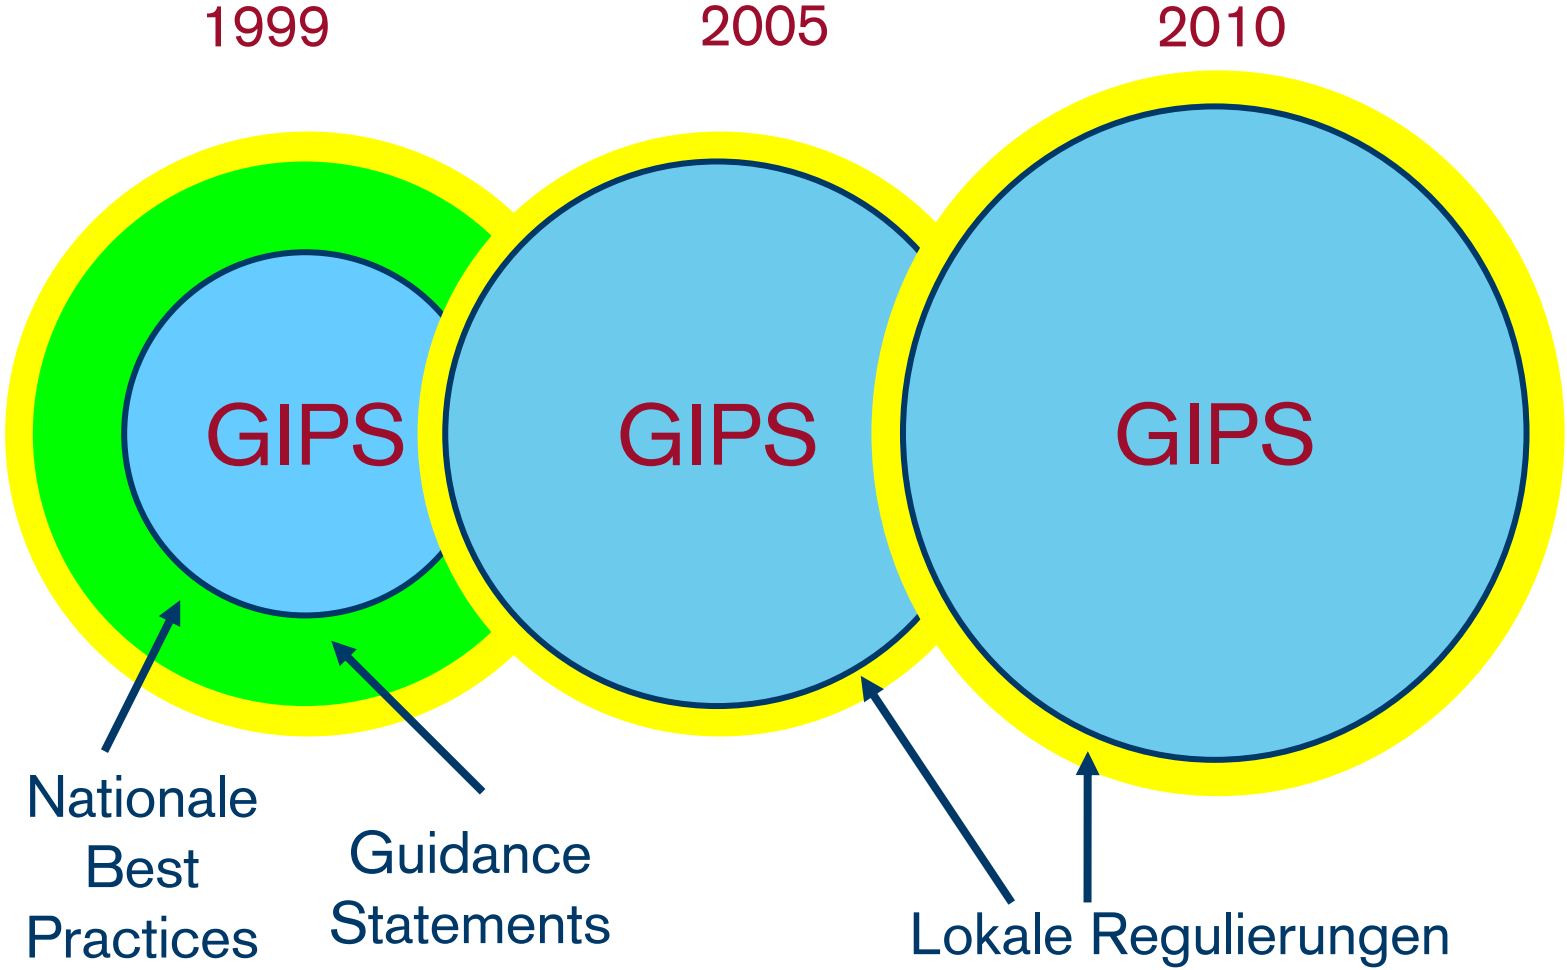 1999
2005
2010
GIPS
GIPS
GIPS
Nationale
Best
Practices
Guidance
Statements
Lokale Regulierungen